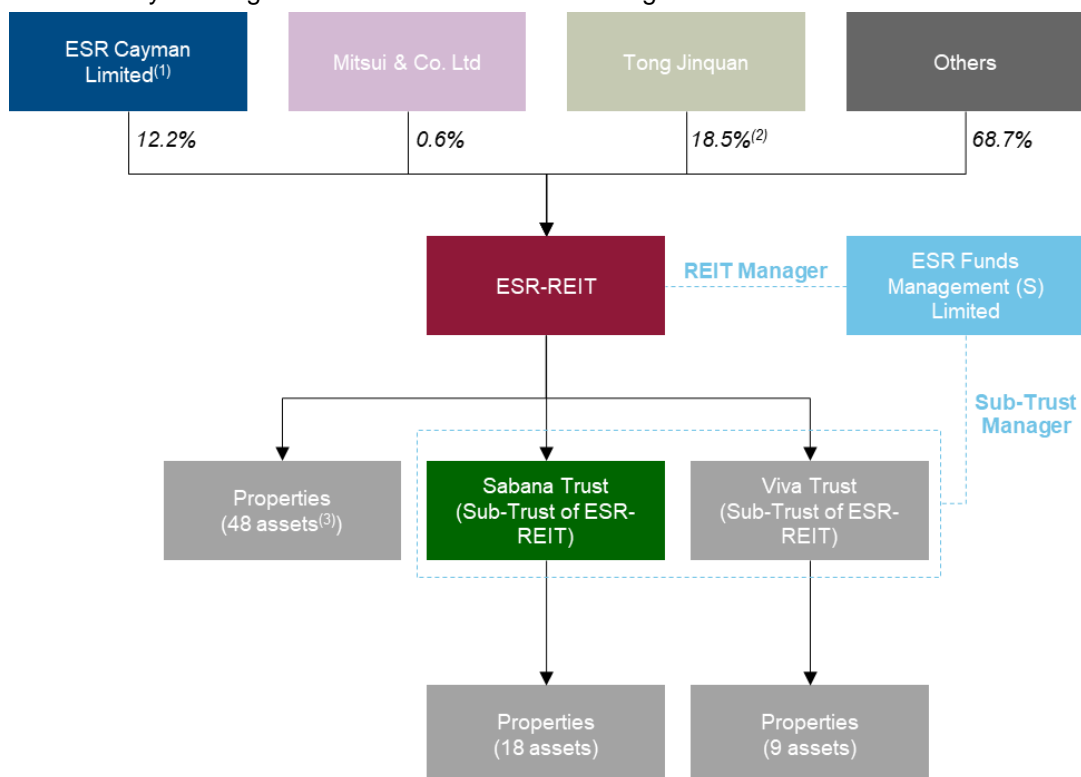 ESR Cayman
Limited(1)
Mitsui & Co. Ltd
Tong Jinquan
Others
12.2%
0.6%
18.5%(2)
68.7%
ESR-REIT
REIT Manager
ESR Funds
Management (S)
Limited
Sub-Trust
Manager
Properties
(48 assets(3))
Sabana Trust
(Sub-Trust of ESR-
REIT)
Viva Trust
(Sub-Trust of ESR-
REIT)
Properties
(18 assets)
Properties
(9 assets)